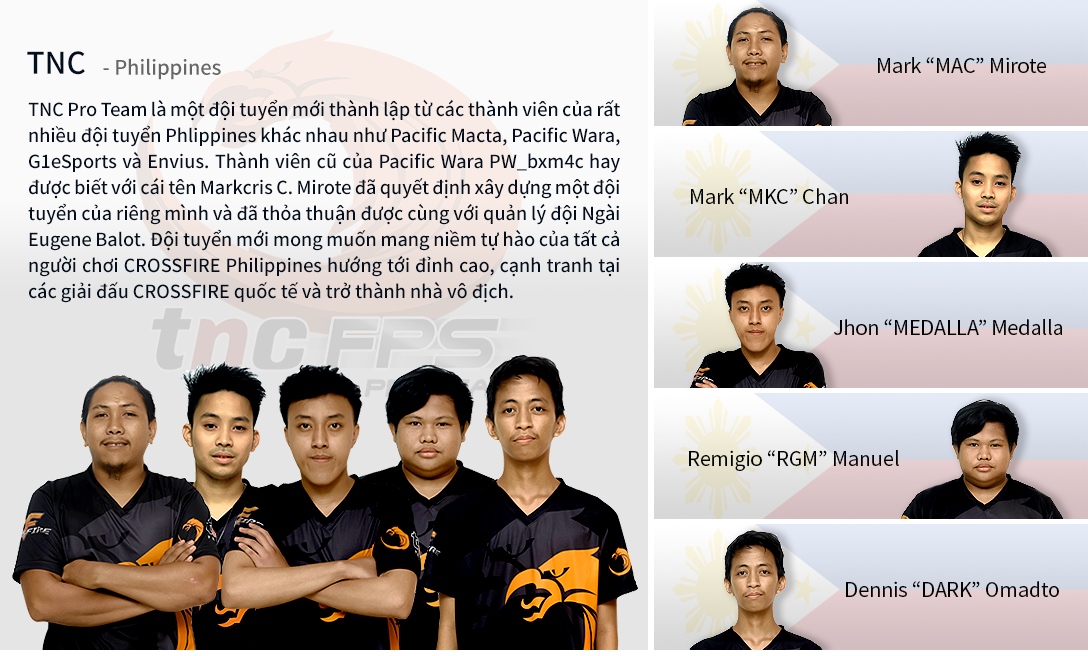 TNC - Philippines
TNC Pro Team là một đội tuyển mới thành lập từ các thành viên của rất
nhiều đội tuyển Phlippines khác nhau như Pacific Macta, Pacific Wara,
G1eSports và Envius. Thành viên cũ của Pacific Wara PW_bxm4c hay
được biết với cái tên Markcris C. Mirote đã quyết định xây dựng một đội
tuyển của riêng mình và đã thỏa thuận được cùng với quản lý đội Ngài
Eugene Balot. Đội tuyển mới mong muốn mang niềm tự hào của tất cả
người chơi CROSSFIRE Philippines hướng tới đỉnh cao, cạnh tranh tại
các giải đấu CROSSFIRE quốc tế và trở thành nhà vô địch.
tnc FPS
Mark “MAC” Mirote
Mark “MKC” Chan
Jhon “MEDALLA” Medalla
Remigio “RGM” Manuel
Dennis “DARK” Omadto